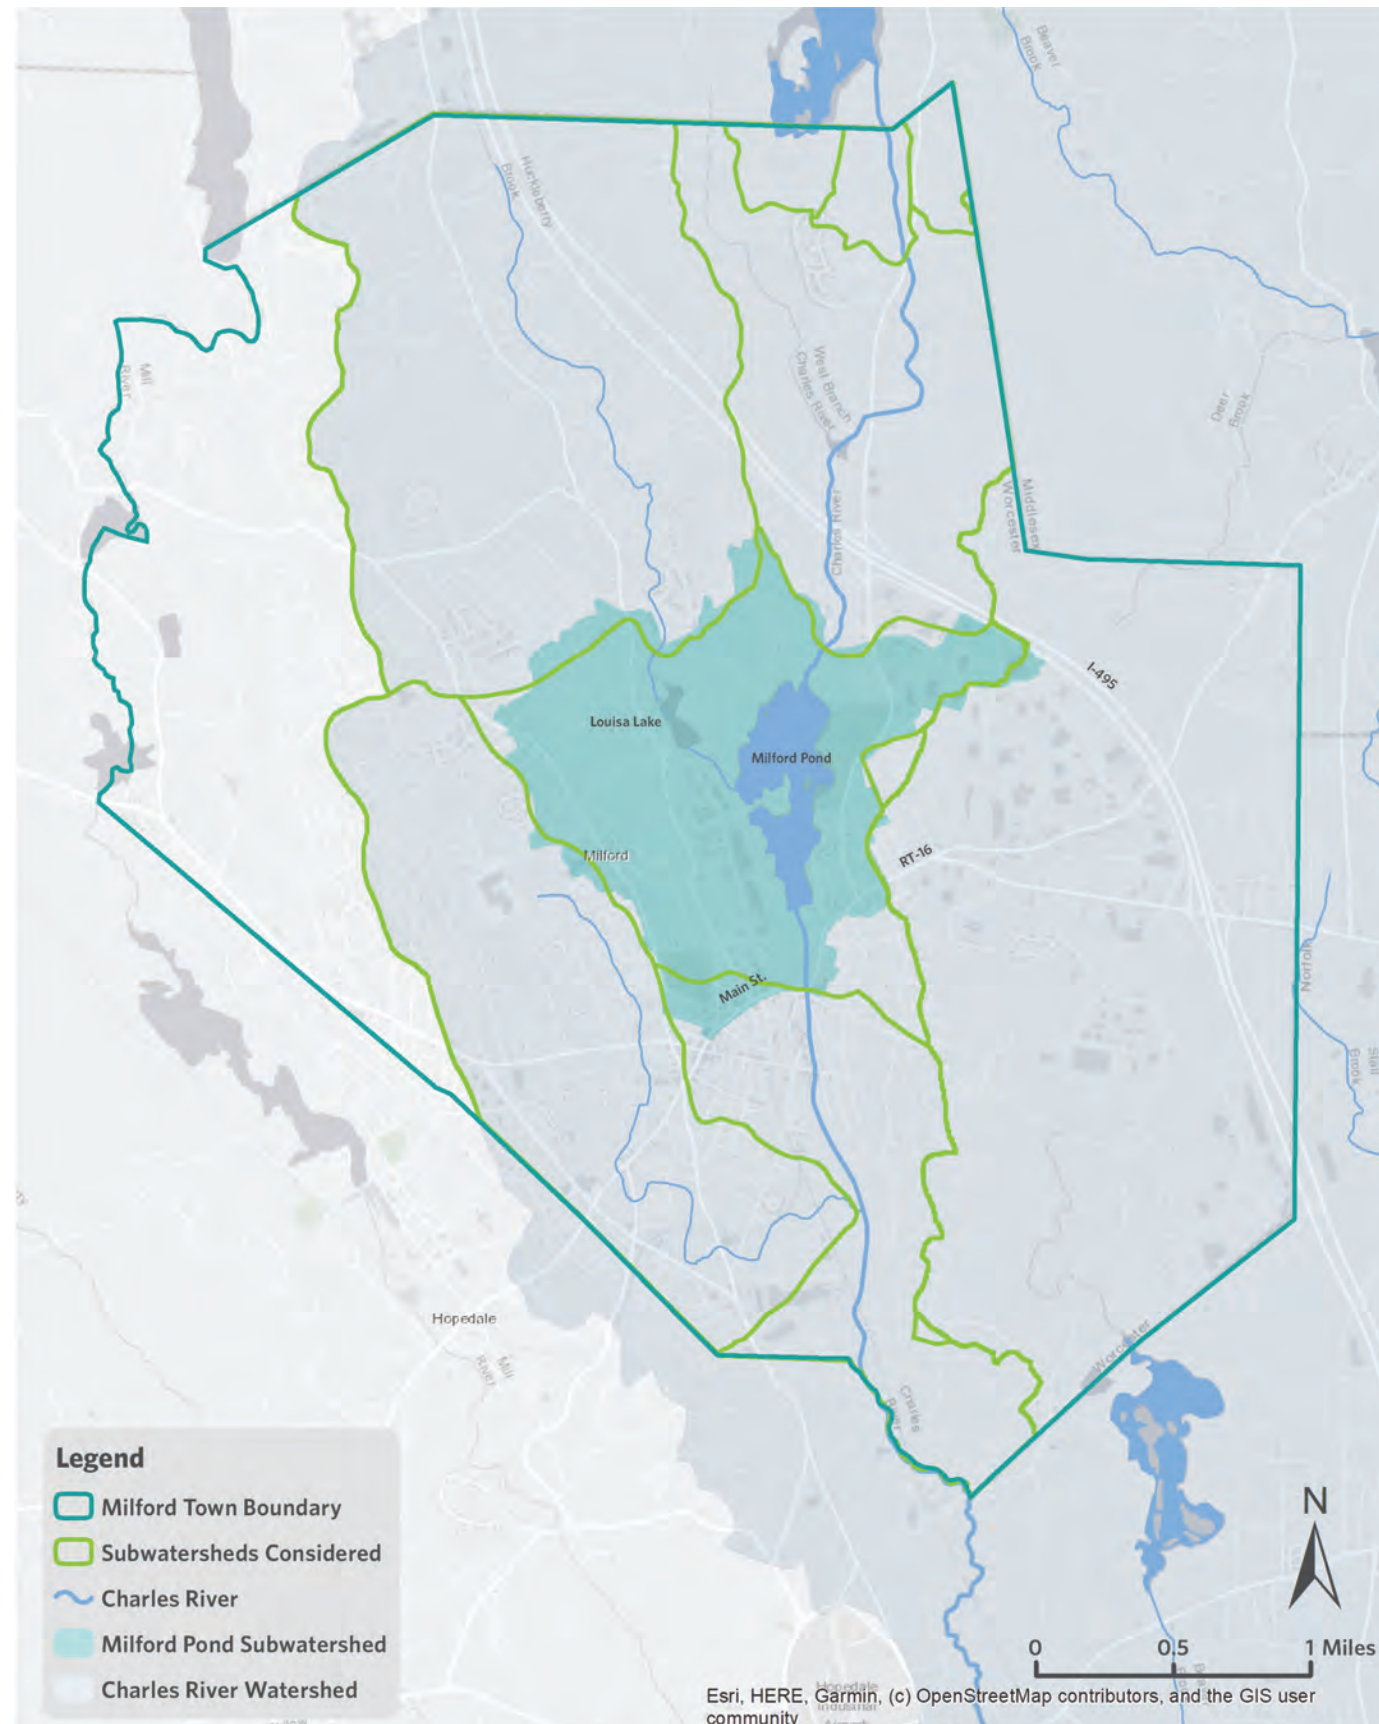 Beaver
Brook
Huckleberry
Brook
West Branch
Charles River
Mill
River
Deer
Brook
Charles River
Middlesex
Worcester
I-495
Louisa Lake
Milford Pond
Milford
RT-16
Main St.
Norfolk
Brook
Hopedale
Mill
River
Worcester
Charles
River
Legend
Milford Town Boundary
Subwatersheds Considered
Charles River
Milford Pond Subwatershed
Charles River Watershed
N
0 0.5 1 Miles
Hopedale
Industrial
Esri, HERE, Garmin, (c) OpenStreetMap contributors, and the GIS user
community